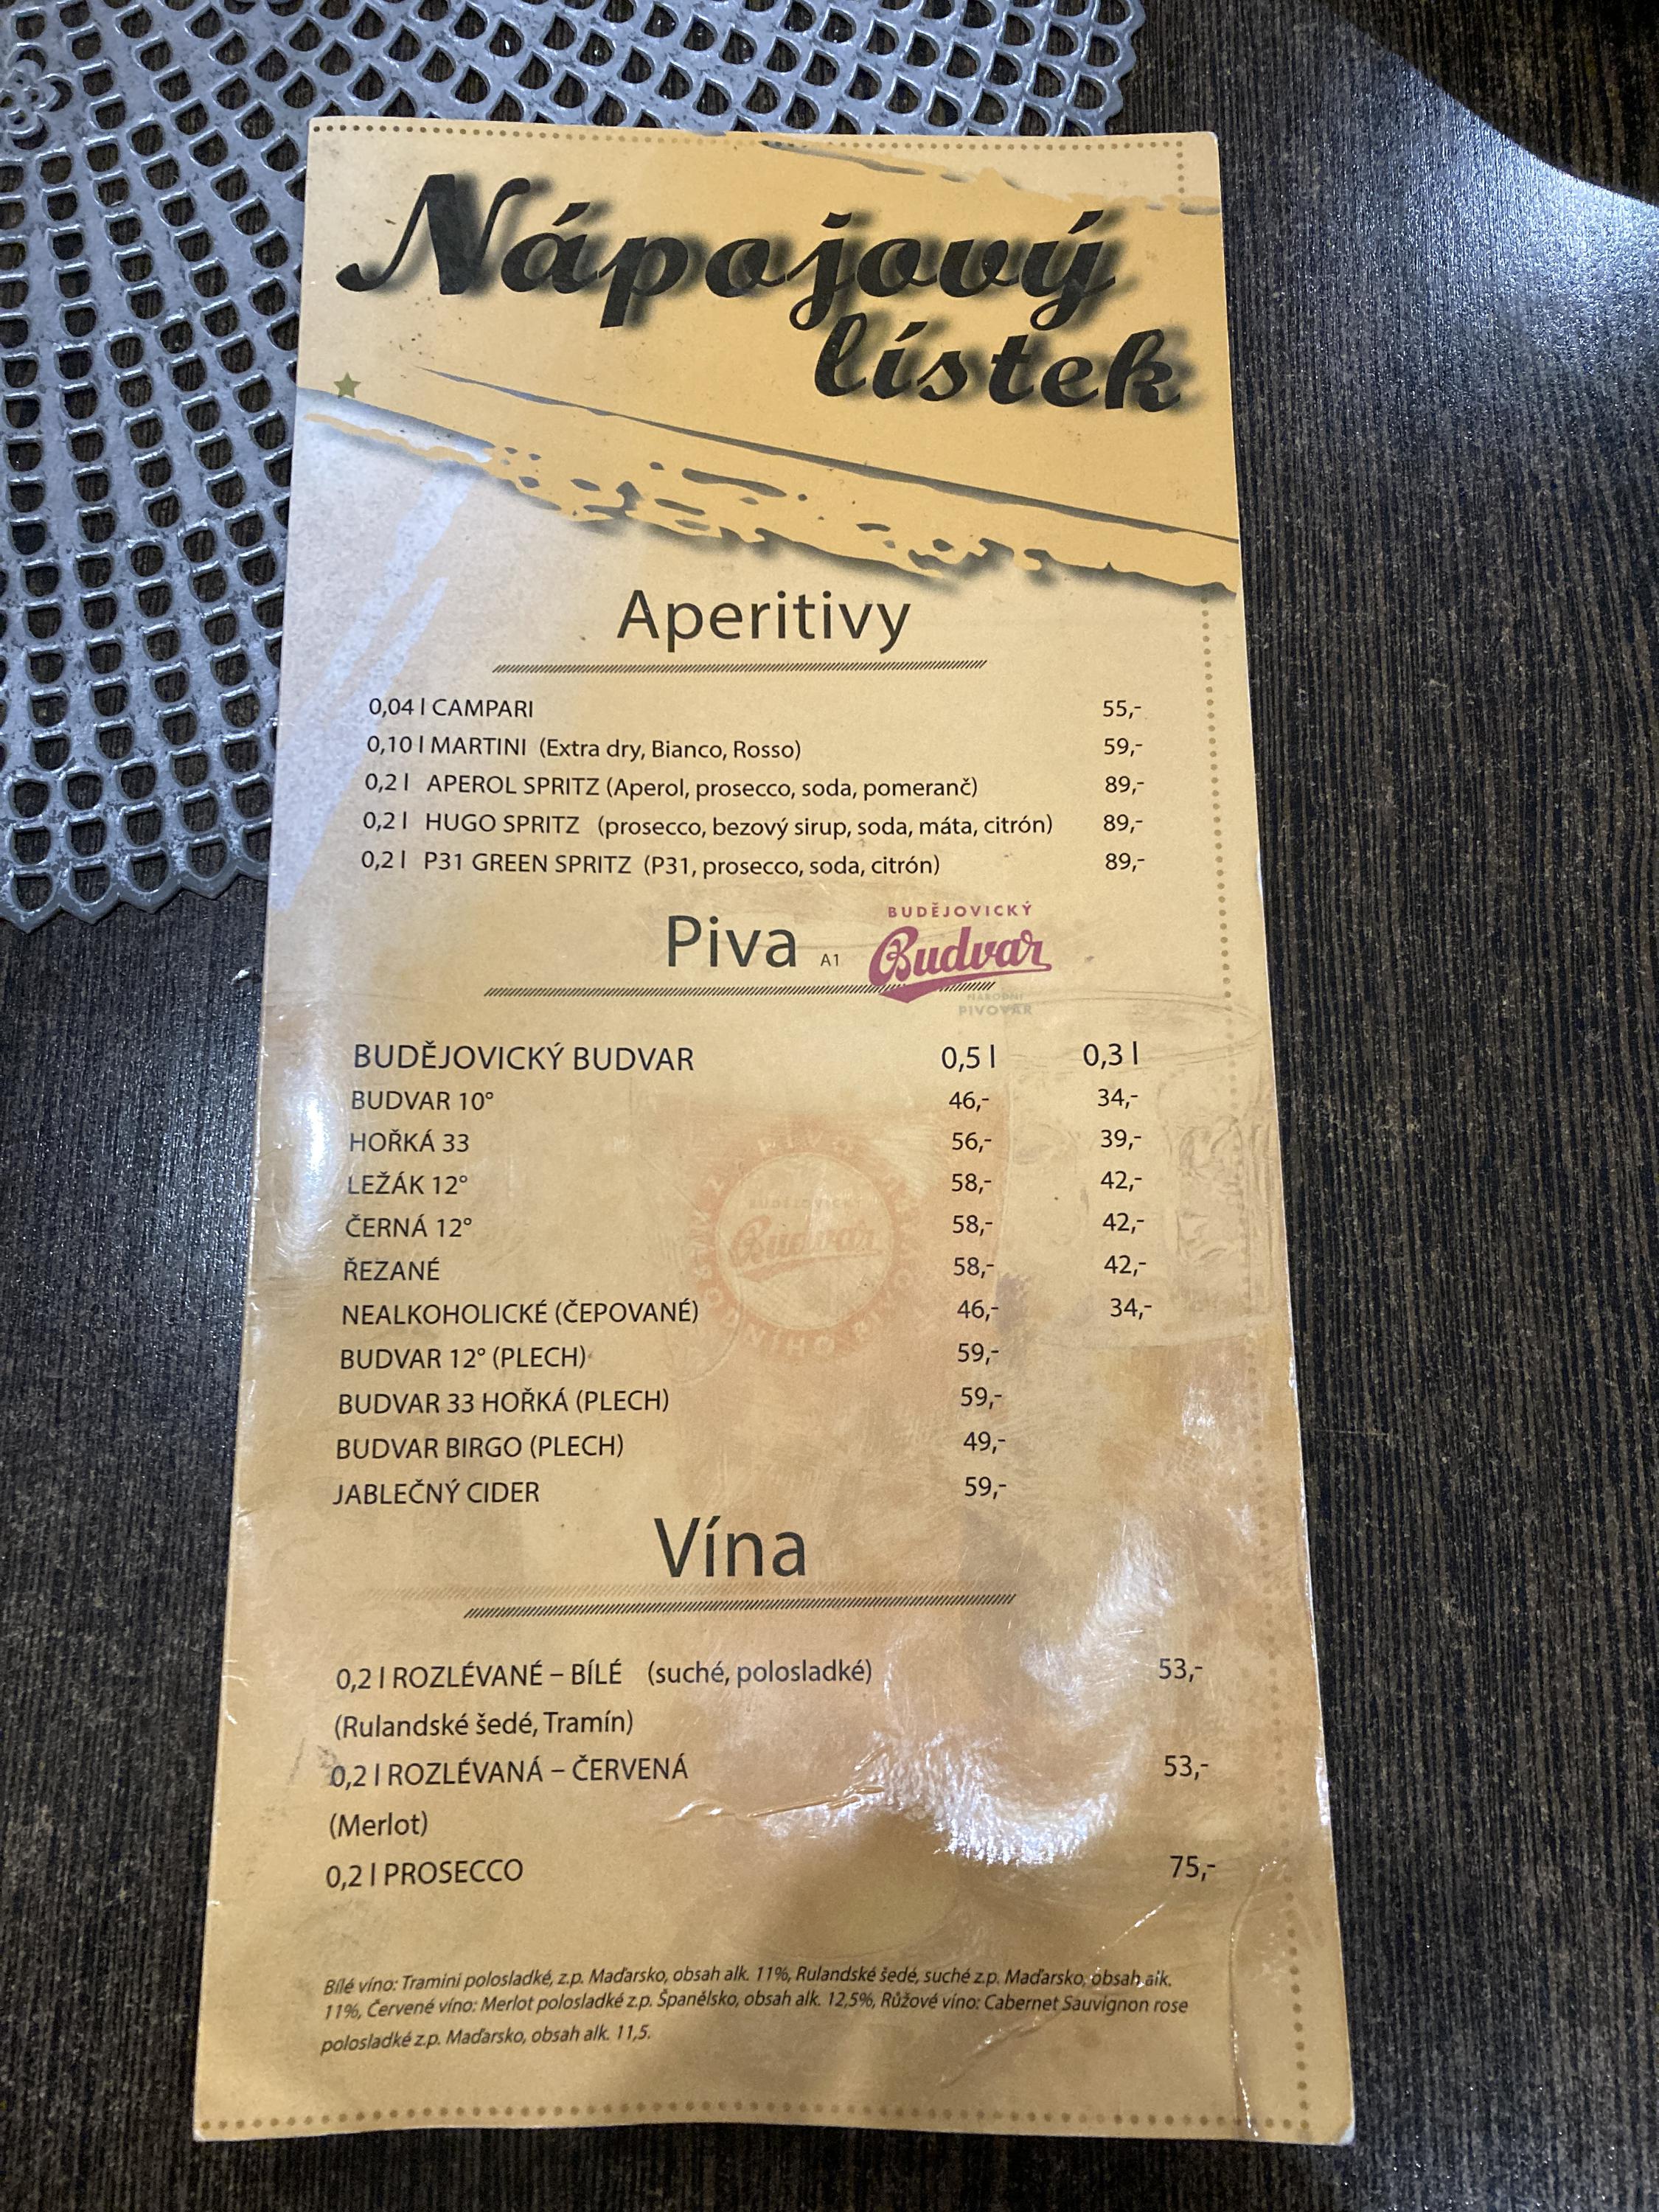 Nápojový
lístek
Aperitivy
0,04 l CAMPARI 55,-
0,10 l MARTINI (Extra dry, Bianco, Rosso) 59,-
0,2 l APEROL SPRITZ (Aperol, prosecco, soda, pomeranč) 89,-
0,2 l HUGO SPRITZ (prosecco, bezový sirup, soda, máta, citrón) 89,-
0,2 l P31 GREEN SPRITZ (P31, prosecco, soda, citrón) 89,-
BUDĚJOVICKÝ
Piva A1 Budvar
NÁRODNÍ
PIVOVAR
BUDĚJOVICKÝ BUDVAR 0,5 l 0,3 l
BUDVAR 10° 46,- 34,-
HOŘKÁ 33 56,- 39,-
LEŽÁK 12° 58,- 42,-
ČERNÁ 12° 58,- 42,-
ŘEZANÉ 58,- 42,-
NEALKOHOLICKÉ (ČEPOVANÉ) 46,- 34,-
BUDVAR 12° (PLECH) 59,-
BUDVAR 33 HOŘKÁ (PLECH) 59,-
BUDVAR BIRGO (PLECH) 49,-
JABLEČNÝ CIDER 59,-
Budvar
Vína
0,2 l ROZLÉVANÉ – BÍLÉ (suché, polosladké) 53,-
(Rulandské šedé, Tramín)
0,2 l ROZLÉVANÁ – ČERVENÁ 53,-
(Merlot)
0,2 l PROSECCO 75,-
Bílé víno: Tramini polosladké, z.p. Maďarsko, obsah alk. 11%, Rulandské šedé, suché z.p. Maďarsko, obsah alk.
11%, Červené víno: Merlot polosladké z.p. Španělsko, obsah alk. 12,5%, Růžové víno: Cabernet Sauvignon rose
polosladké z.p. Maďarsko, obsah alk. 11,5.